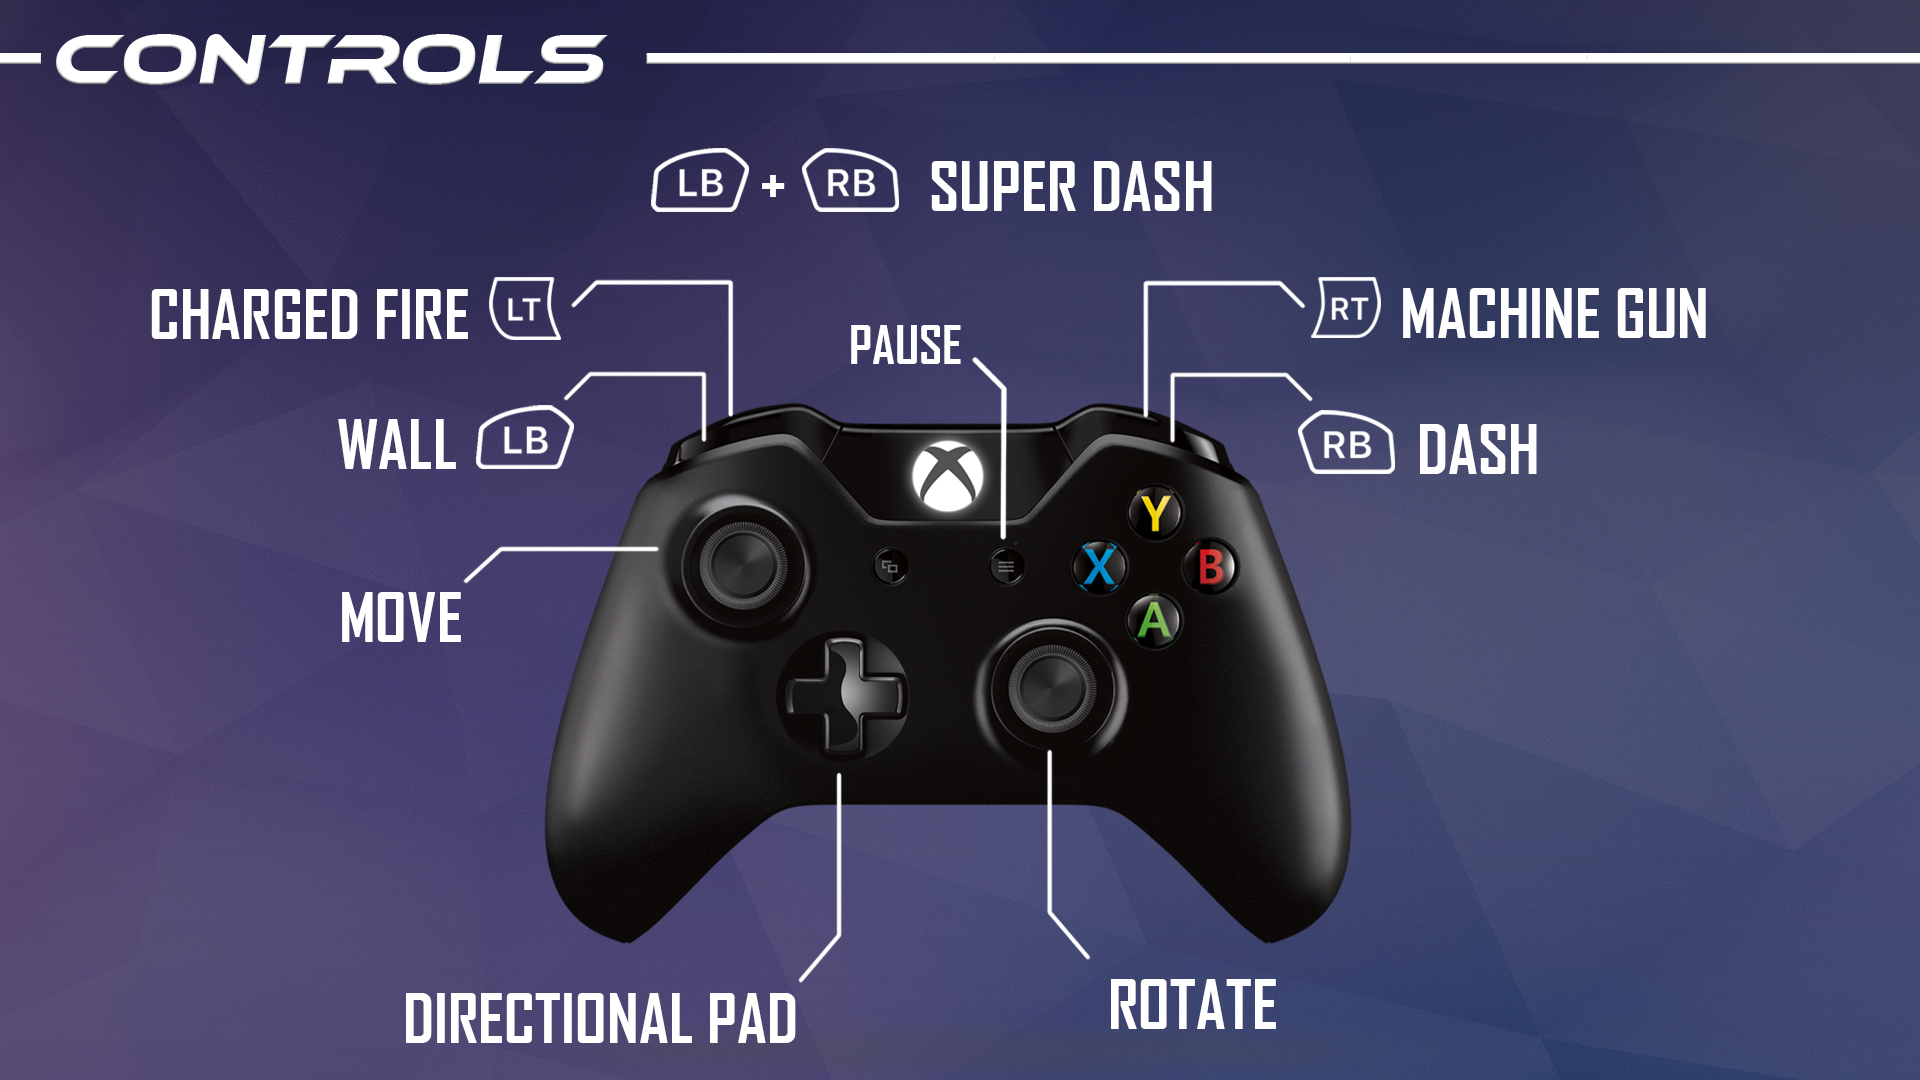 CONTROLS
LB + RB SUPER DASH
CHARGED FIRE LT
RT MACHINE GUN
PAUSE
WALL LB
RB DASH
Y
X
B
A
MOVE
DIRECTIONAL PAD
ROTATE